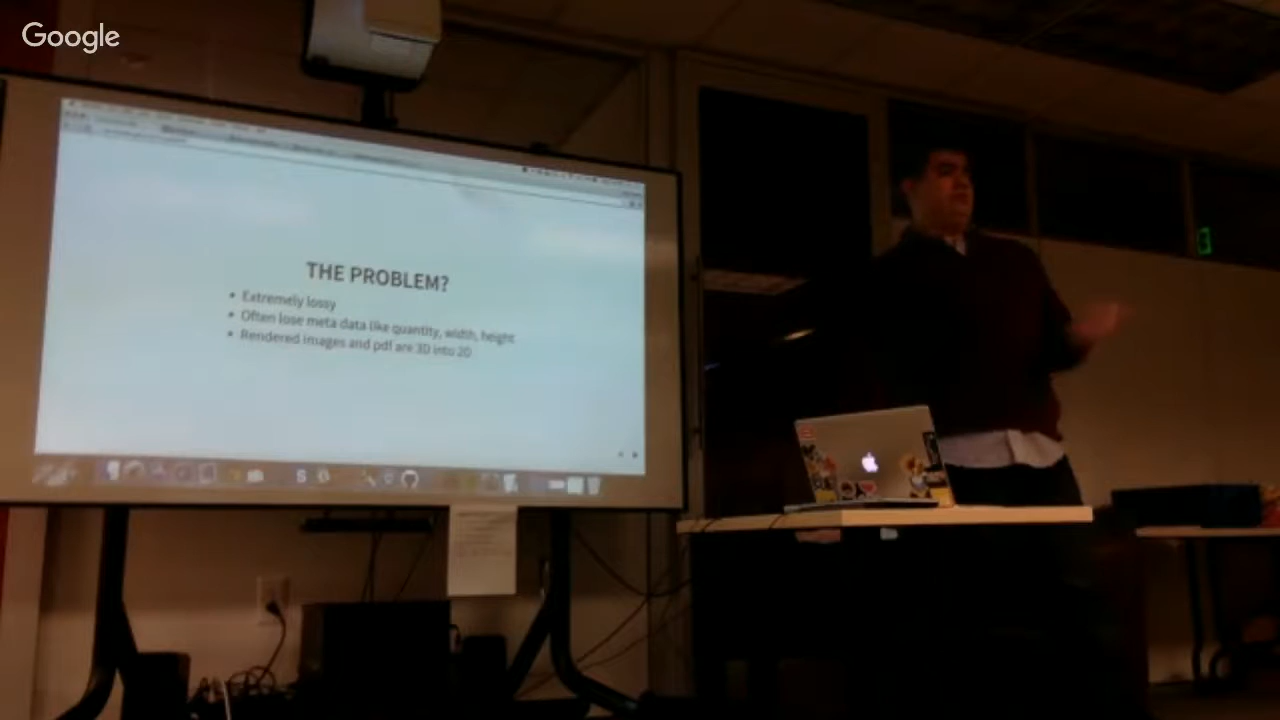 Google
THE PROBLEM?
• Extremely lossy
• Often lose meta data like quantity, width, height
• Rendered images and pdf are 3D into 2D